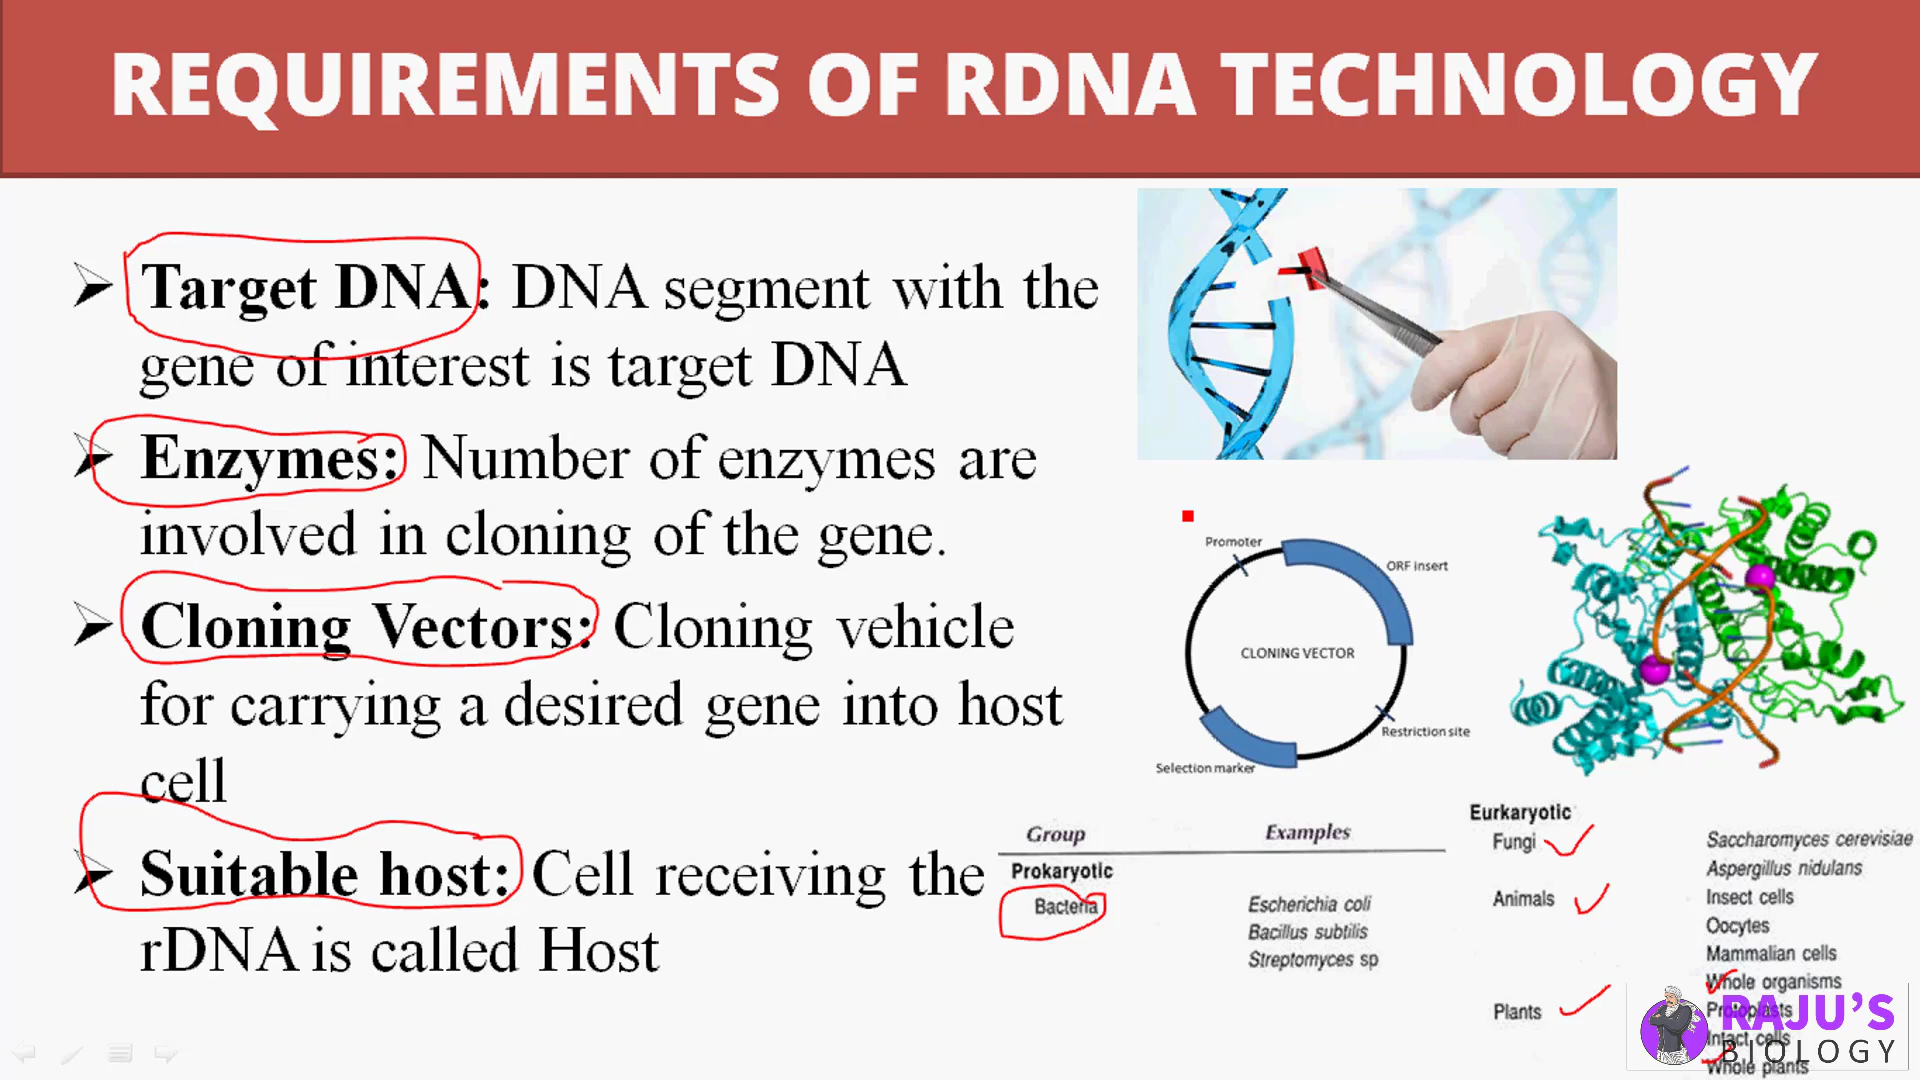 REQUIREMENTS OF RDNA TECHNOLOGY
Target DNA: DNA segment with the
gene of interest is target DNA
Enzymes: Number of enzymes are
involved in cloning of the gene.
Cloning Vectors: Cloning vehicle
for carrying a desired gene into host
cell
Suitable host: Cell receiving the
rDNA is called Host
Promoter
ORF insert
CLONING VECTOR
Restriction site
Selection marker
Group Examples
Prokaryotic
Bacteria Escherichia coli
Bacillus subtilis
Streptomyces sp
Eurkaryotic
Fungi Saccharomyces cerevisiae
Aspergillus nidulans
Animals Insect cells
Oocytes
Mammalian cells
Whole organisms
Plants Protoplasts
Intact cells
Whole plants
RAJU'S
BIOLOGY